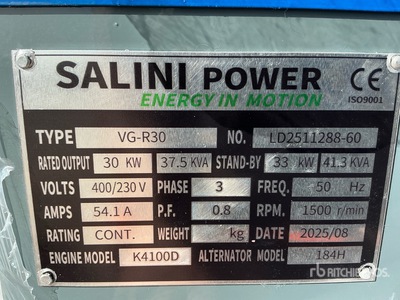 SALINI POWER CE
ENERGY IN MOTION ISO9001
TYPE VG-R30 NO. LD2511288-60
RATED OUTPUT 30 KW 37.5 KVA STAND-BY 33 kW 41.3 KVA
VOLTS 400/230 V PHASE 3 FREQ. 50 Hz
AMPS 54.1 A P.F. 0.8 RPM. 1500 r/min
RATING CONT. WEIGHT kg DATE 2025/08
ENGINE MODEL K4100D ALTERNATOR MODEL 184H
rb
Ritchie Bros.